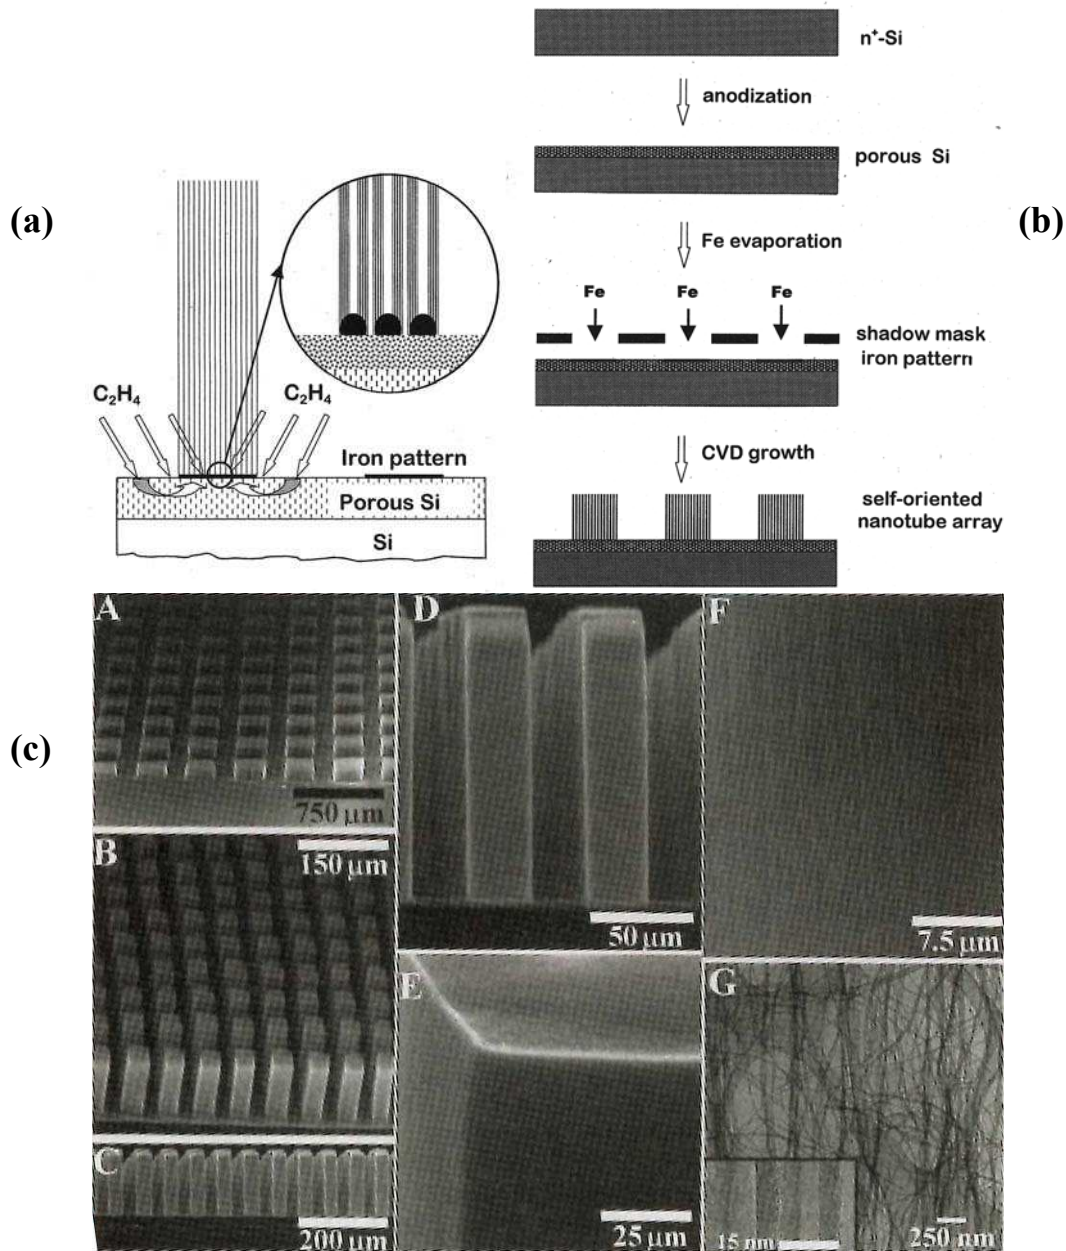 (a)
C₂H₄
C₂H₄
Iron pattern
Porous Si
Si
(b)
n⁺-Si
anodization
porous Si
Fe evaporation
Fe
Fe
Fe
shadow mask
iron pattern
CVD growth
self-oriented
nanotube array
(c)
A
750 μm
B
150 μm
C
200 μm
D
50 μm
E
25 μm
F
7.5 μm
G
15 nm
250 nm